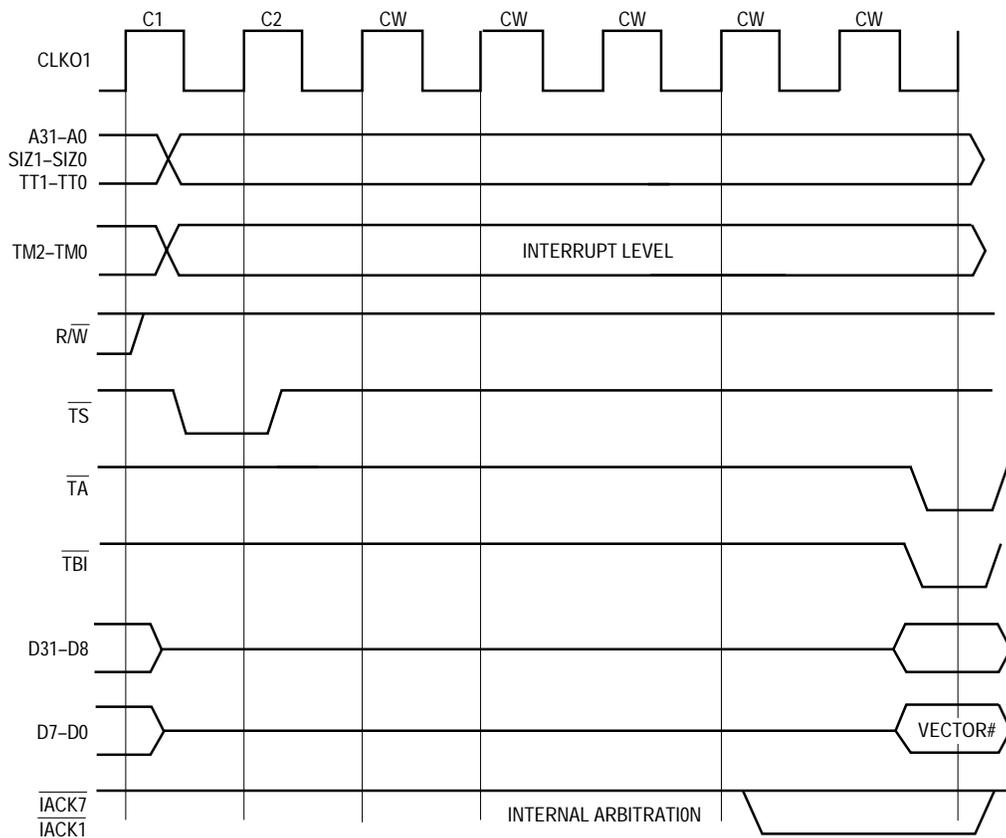 C1 C2 CW CW CW CW CW
CLKO1
A31–A0
SIZ1–SIZ0
TT1–TT0
TM2–TM0 INTERRUPT LEVEL
R/W
TS
TA
TBI
D31–D8
D7–D0 VECTOR#
IACK7
INTERNAL ARBITRATION
IACK1